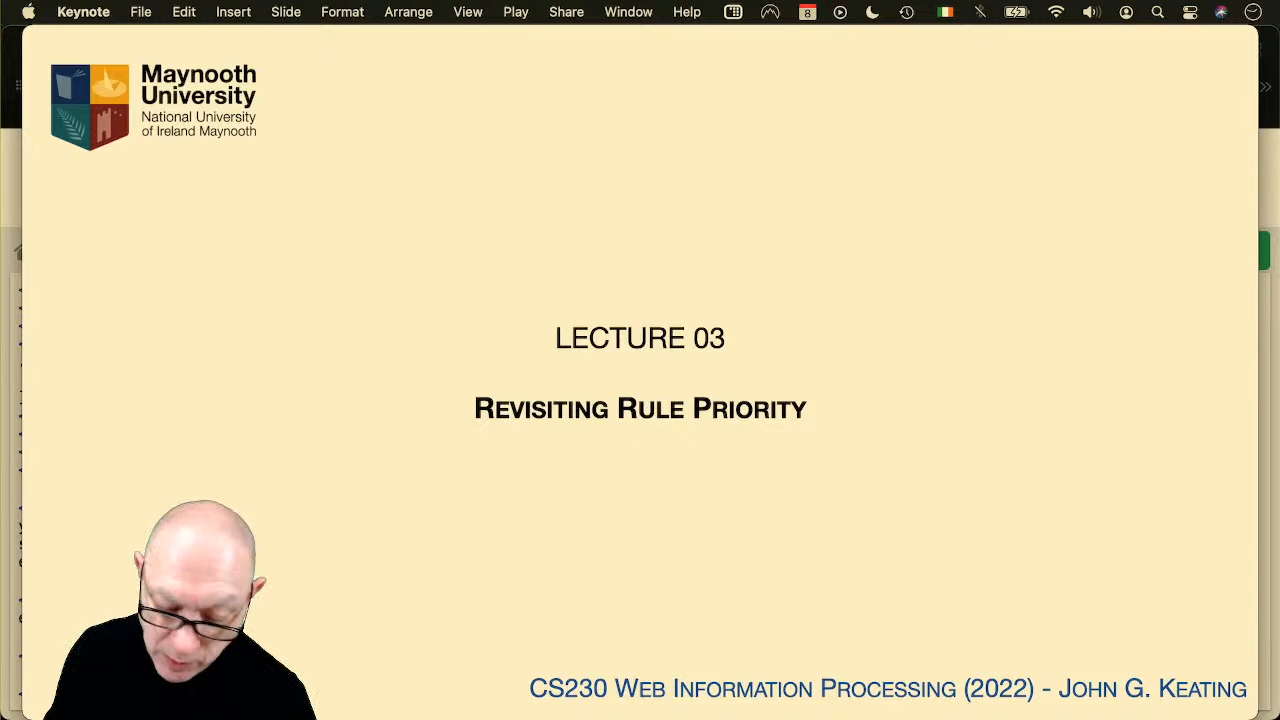 Keynote File Edit Insert Slide Format Arrange View Play Share Window Help 8
Maynooth
University
National University
of Ireland Maynooth
LECTURE 03
REVISITING RULE PRIORITY
CS230 WEB INFORMATION PROCESSING (2022) - JOHN G. KEATING